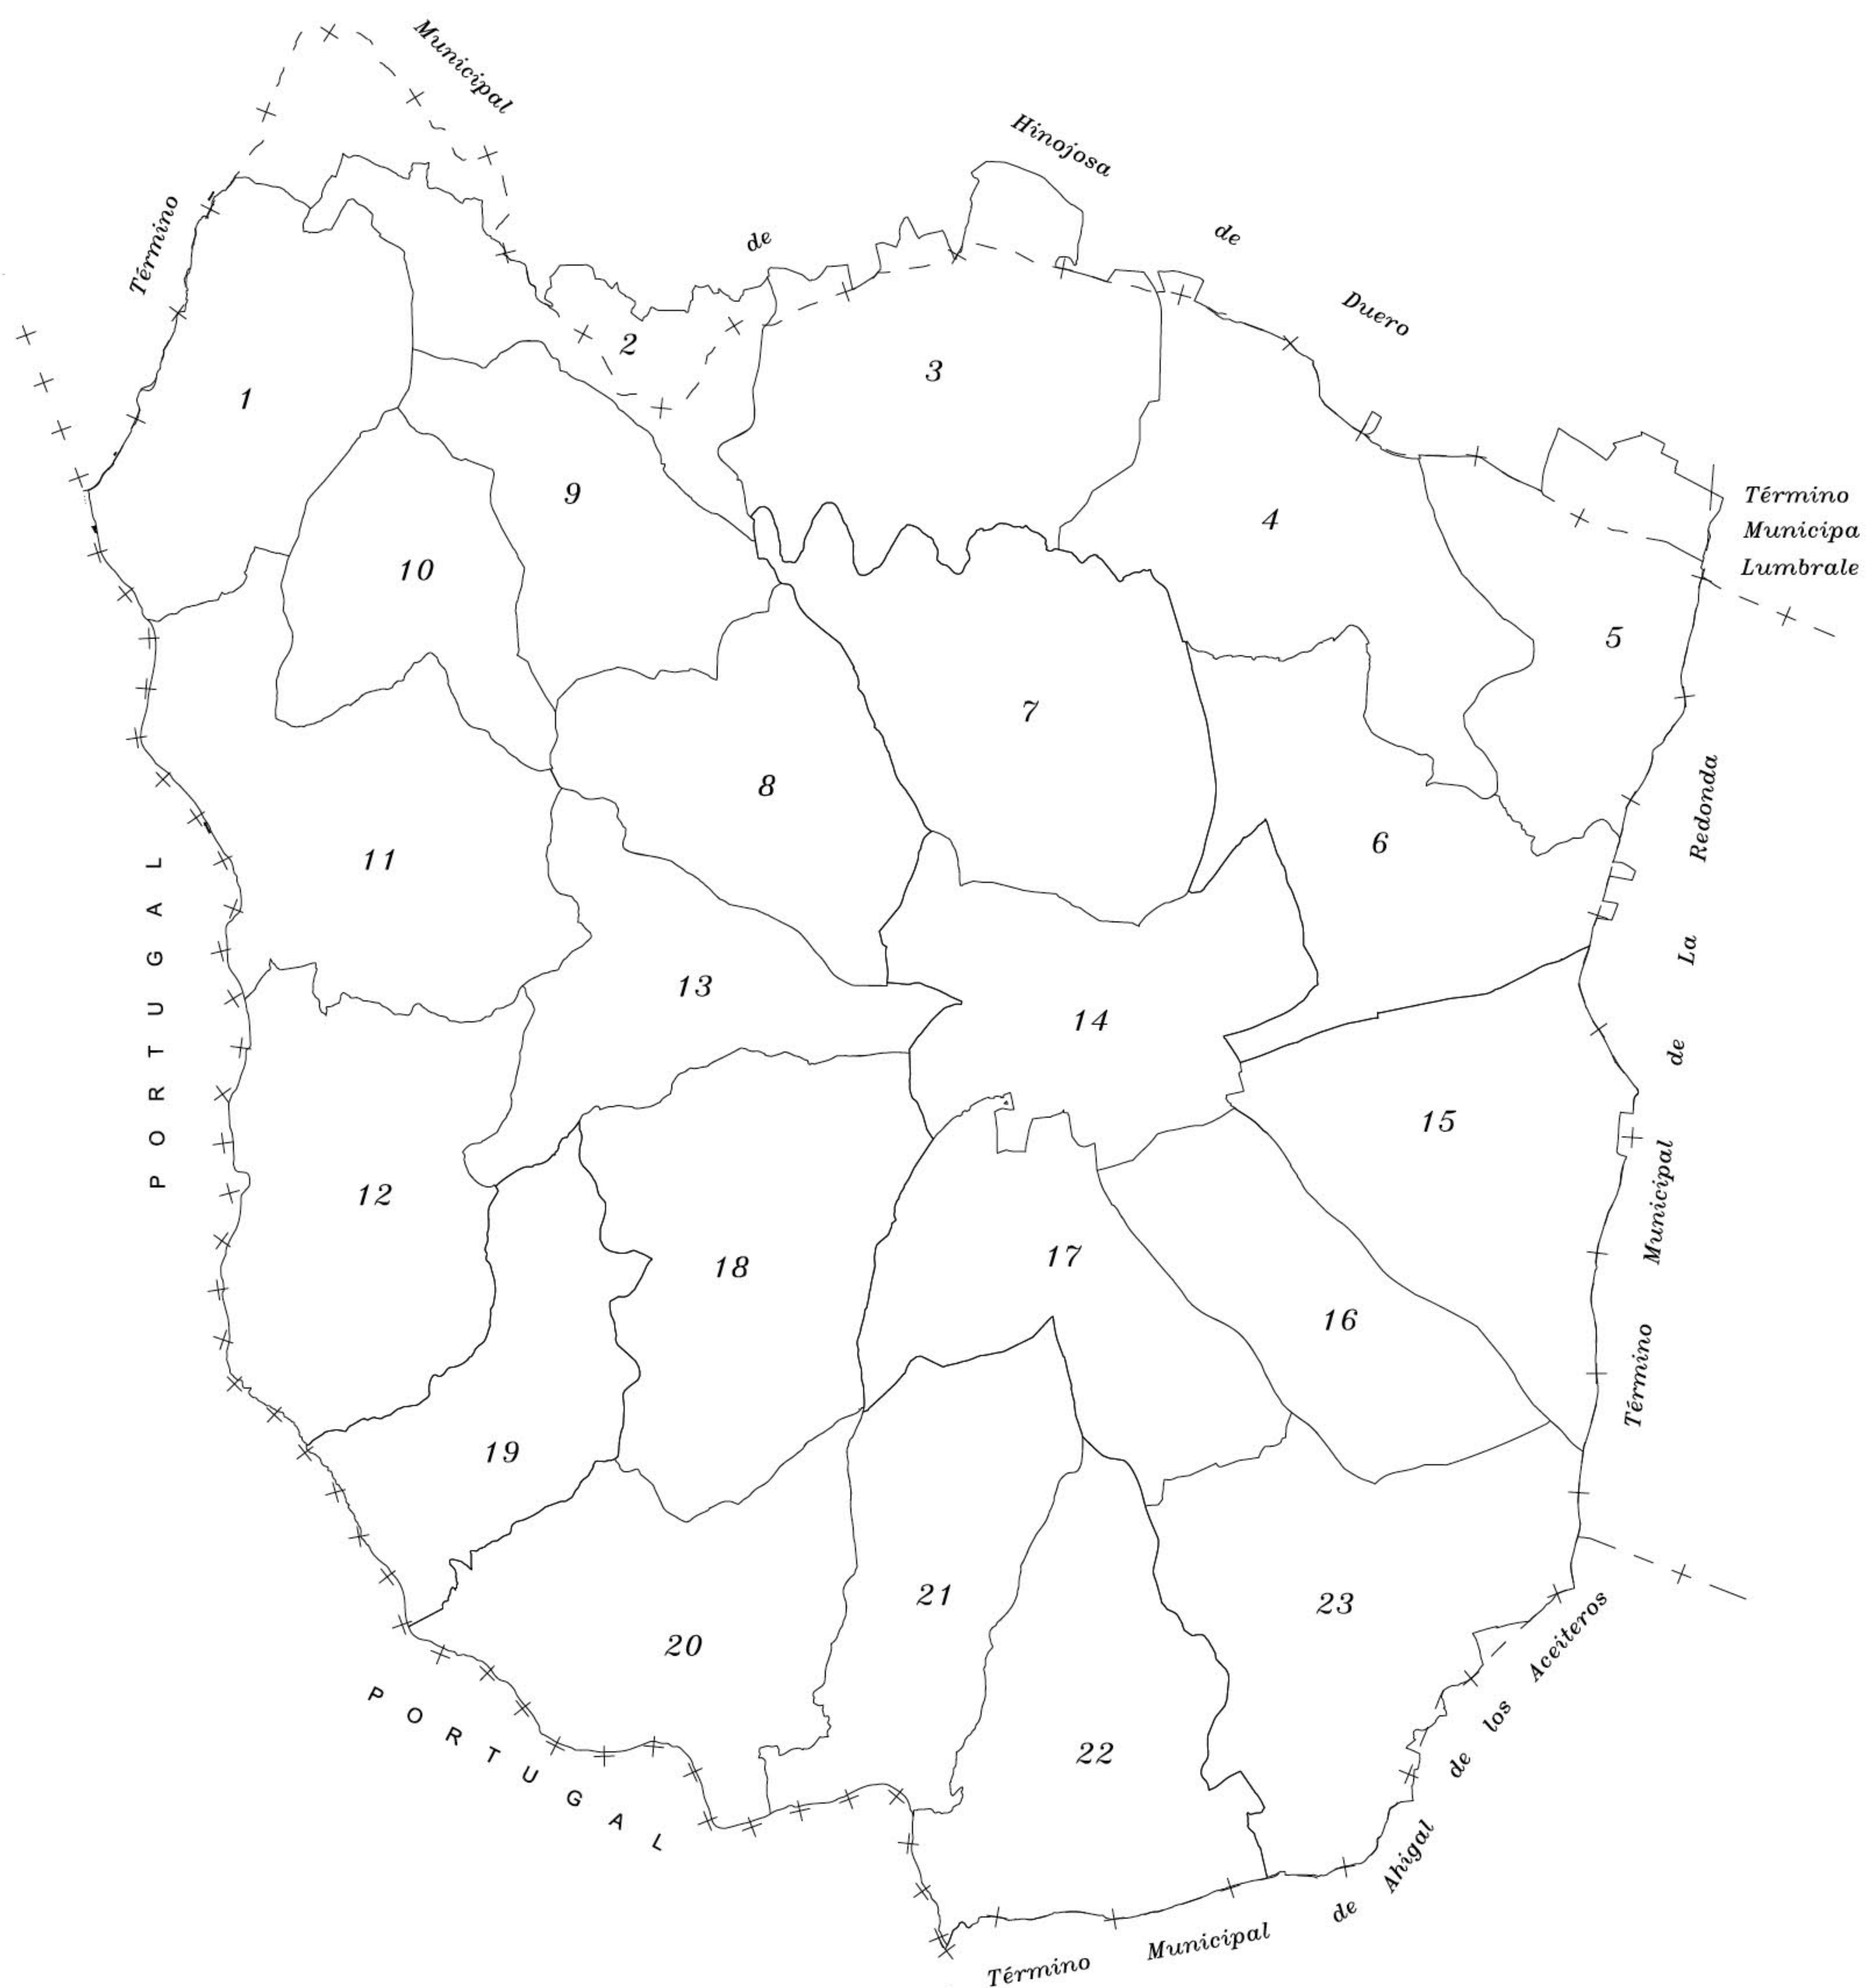 Término
Municipal
de
Hinojosa
de
Duero
1
2
3
4
5
6
7
8
9
10
11
12
13
14
15
16
17
18
19
20
21
22
23
Término
Municipa
Lumbrale
Término
Municipal
de
La
Redonda
PORTUGAL
PORTUGAL
Término
Municipal
de
Ahigal
de
los
Aceiteros